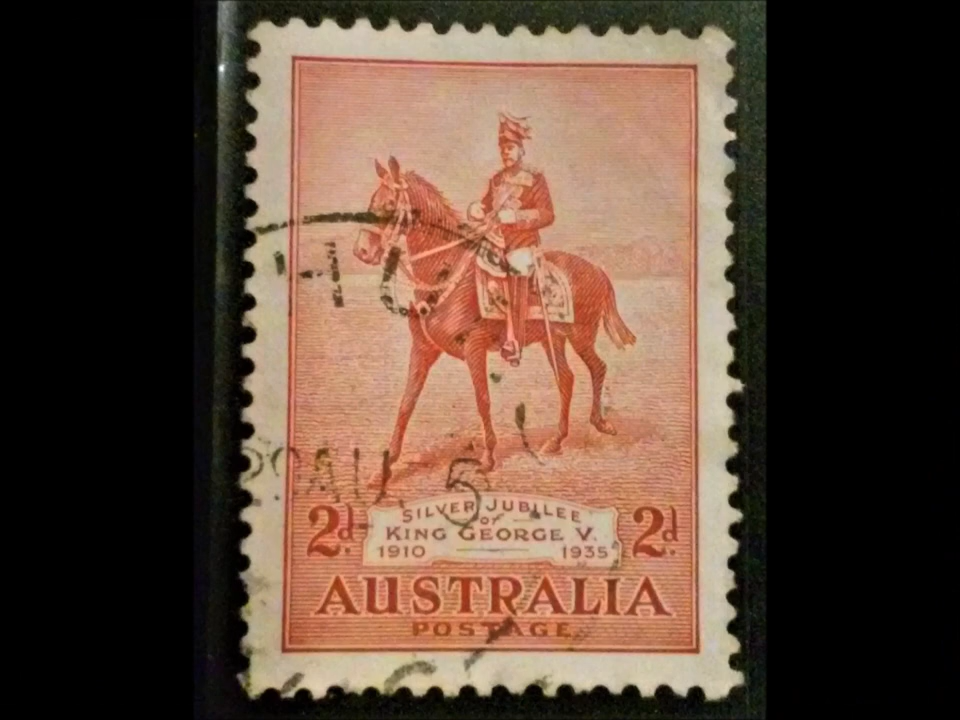 SILVER JUBILEE
OF
KING GEORGE V.
1910 1935
2d. 2d.
AUSTRALIA
POSTAGE